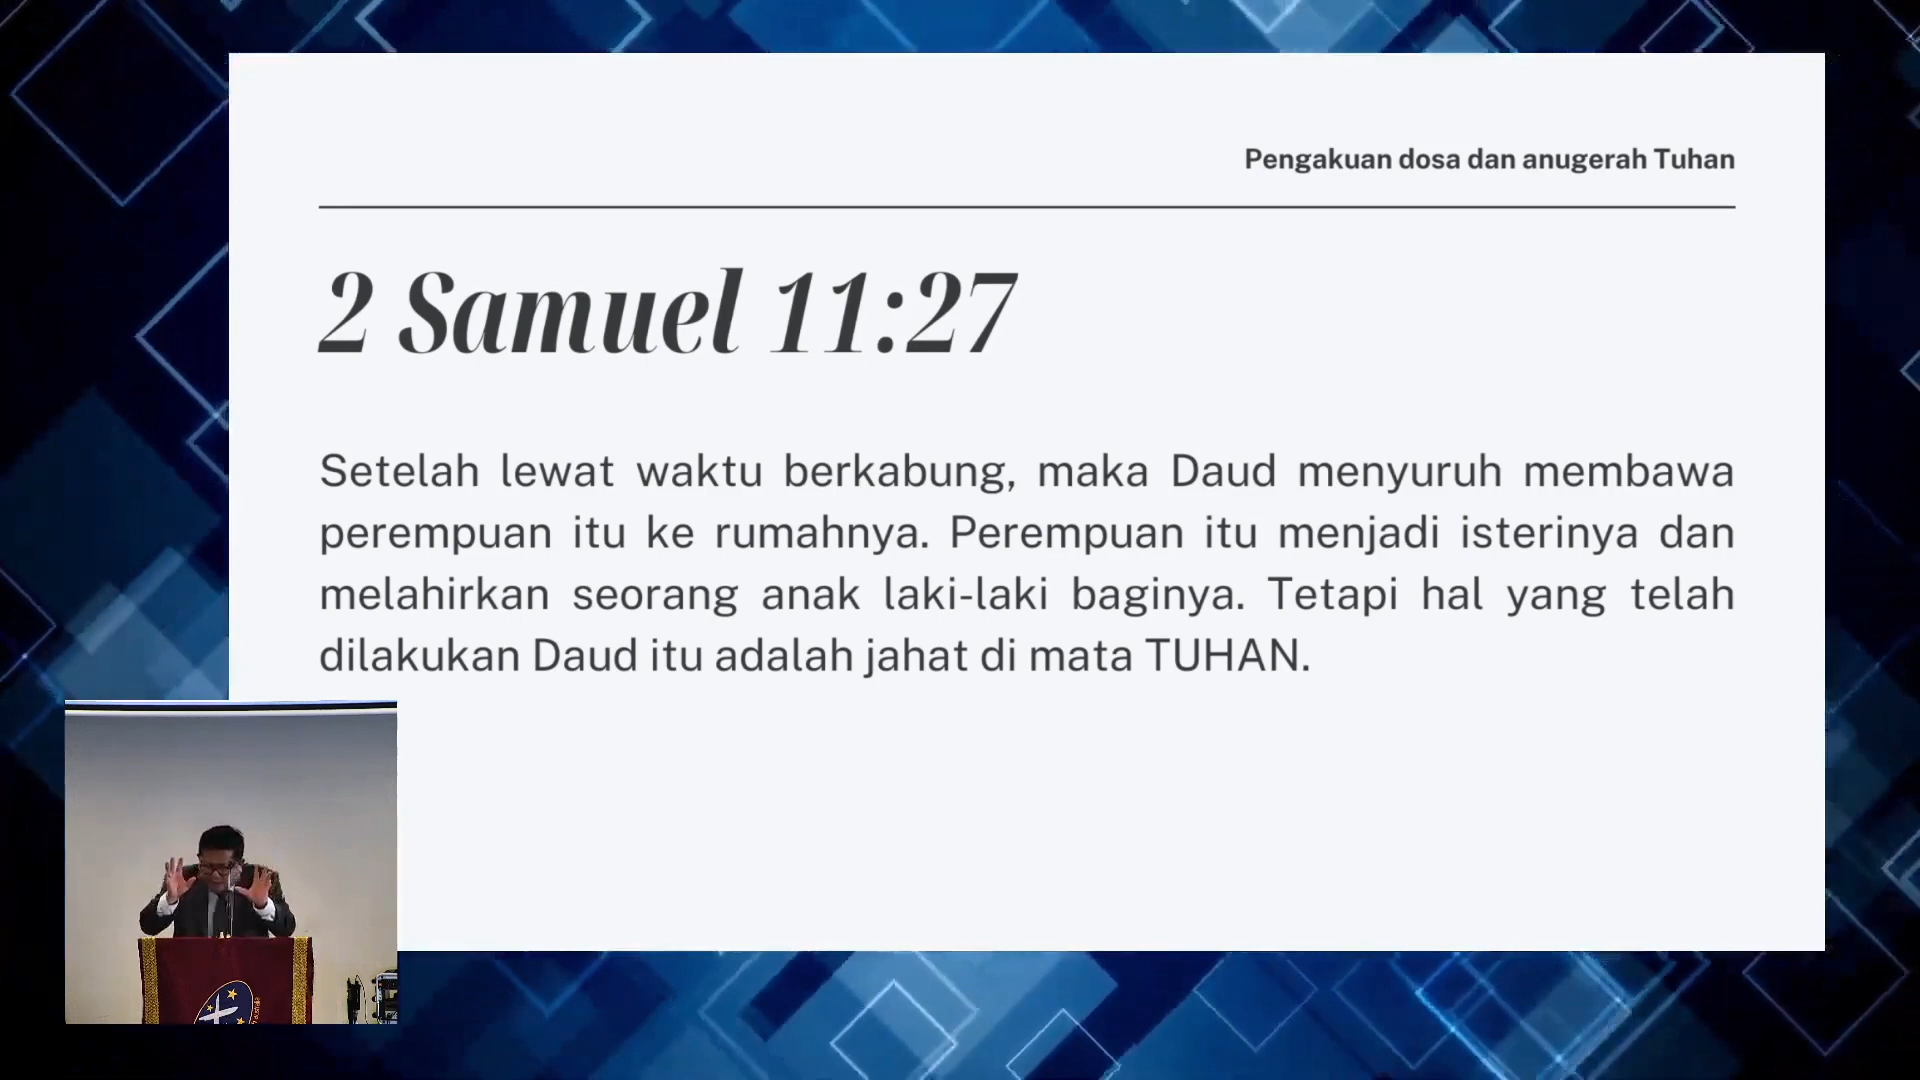 Pengakuan dosa dan anugerah Tuhan
2 Samuel 11:27
Setelah lewat waktu berkabung, maka Daud menyuruh membawa
perempuan itu ke rumahnya. Perempuan itu menjadi isterinya dan
melahirkan seorang anak laki-laki baginya. Tetapi hal yang telah
dilakukan Daud itu adalah jahat di mata TUHAN.